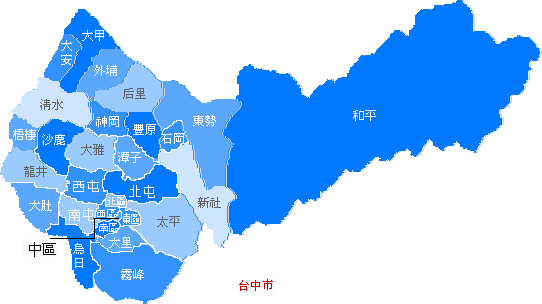 大甲
大安
外埔
后里
清水
神岡
豐原
東勢
和平
梧棲
沙鹿
石岡
大雅
潭子
龍井
西屯
北屯
大肚
南屯
北區
西區
東區
南區
新社
太平
中區
烏日
大里
霧峰
台中市